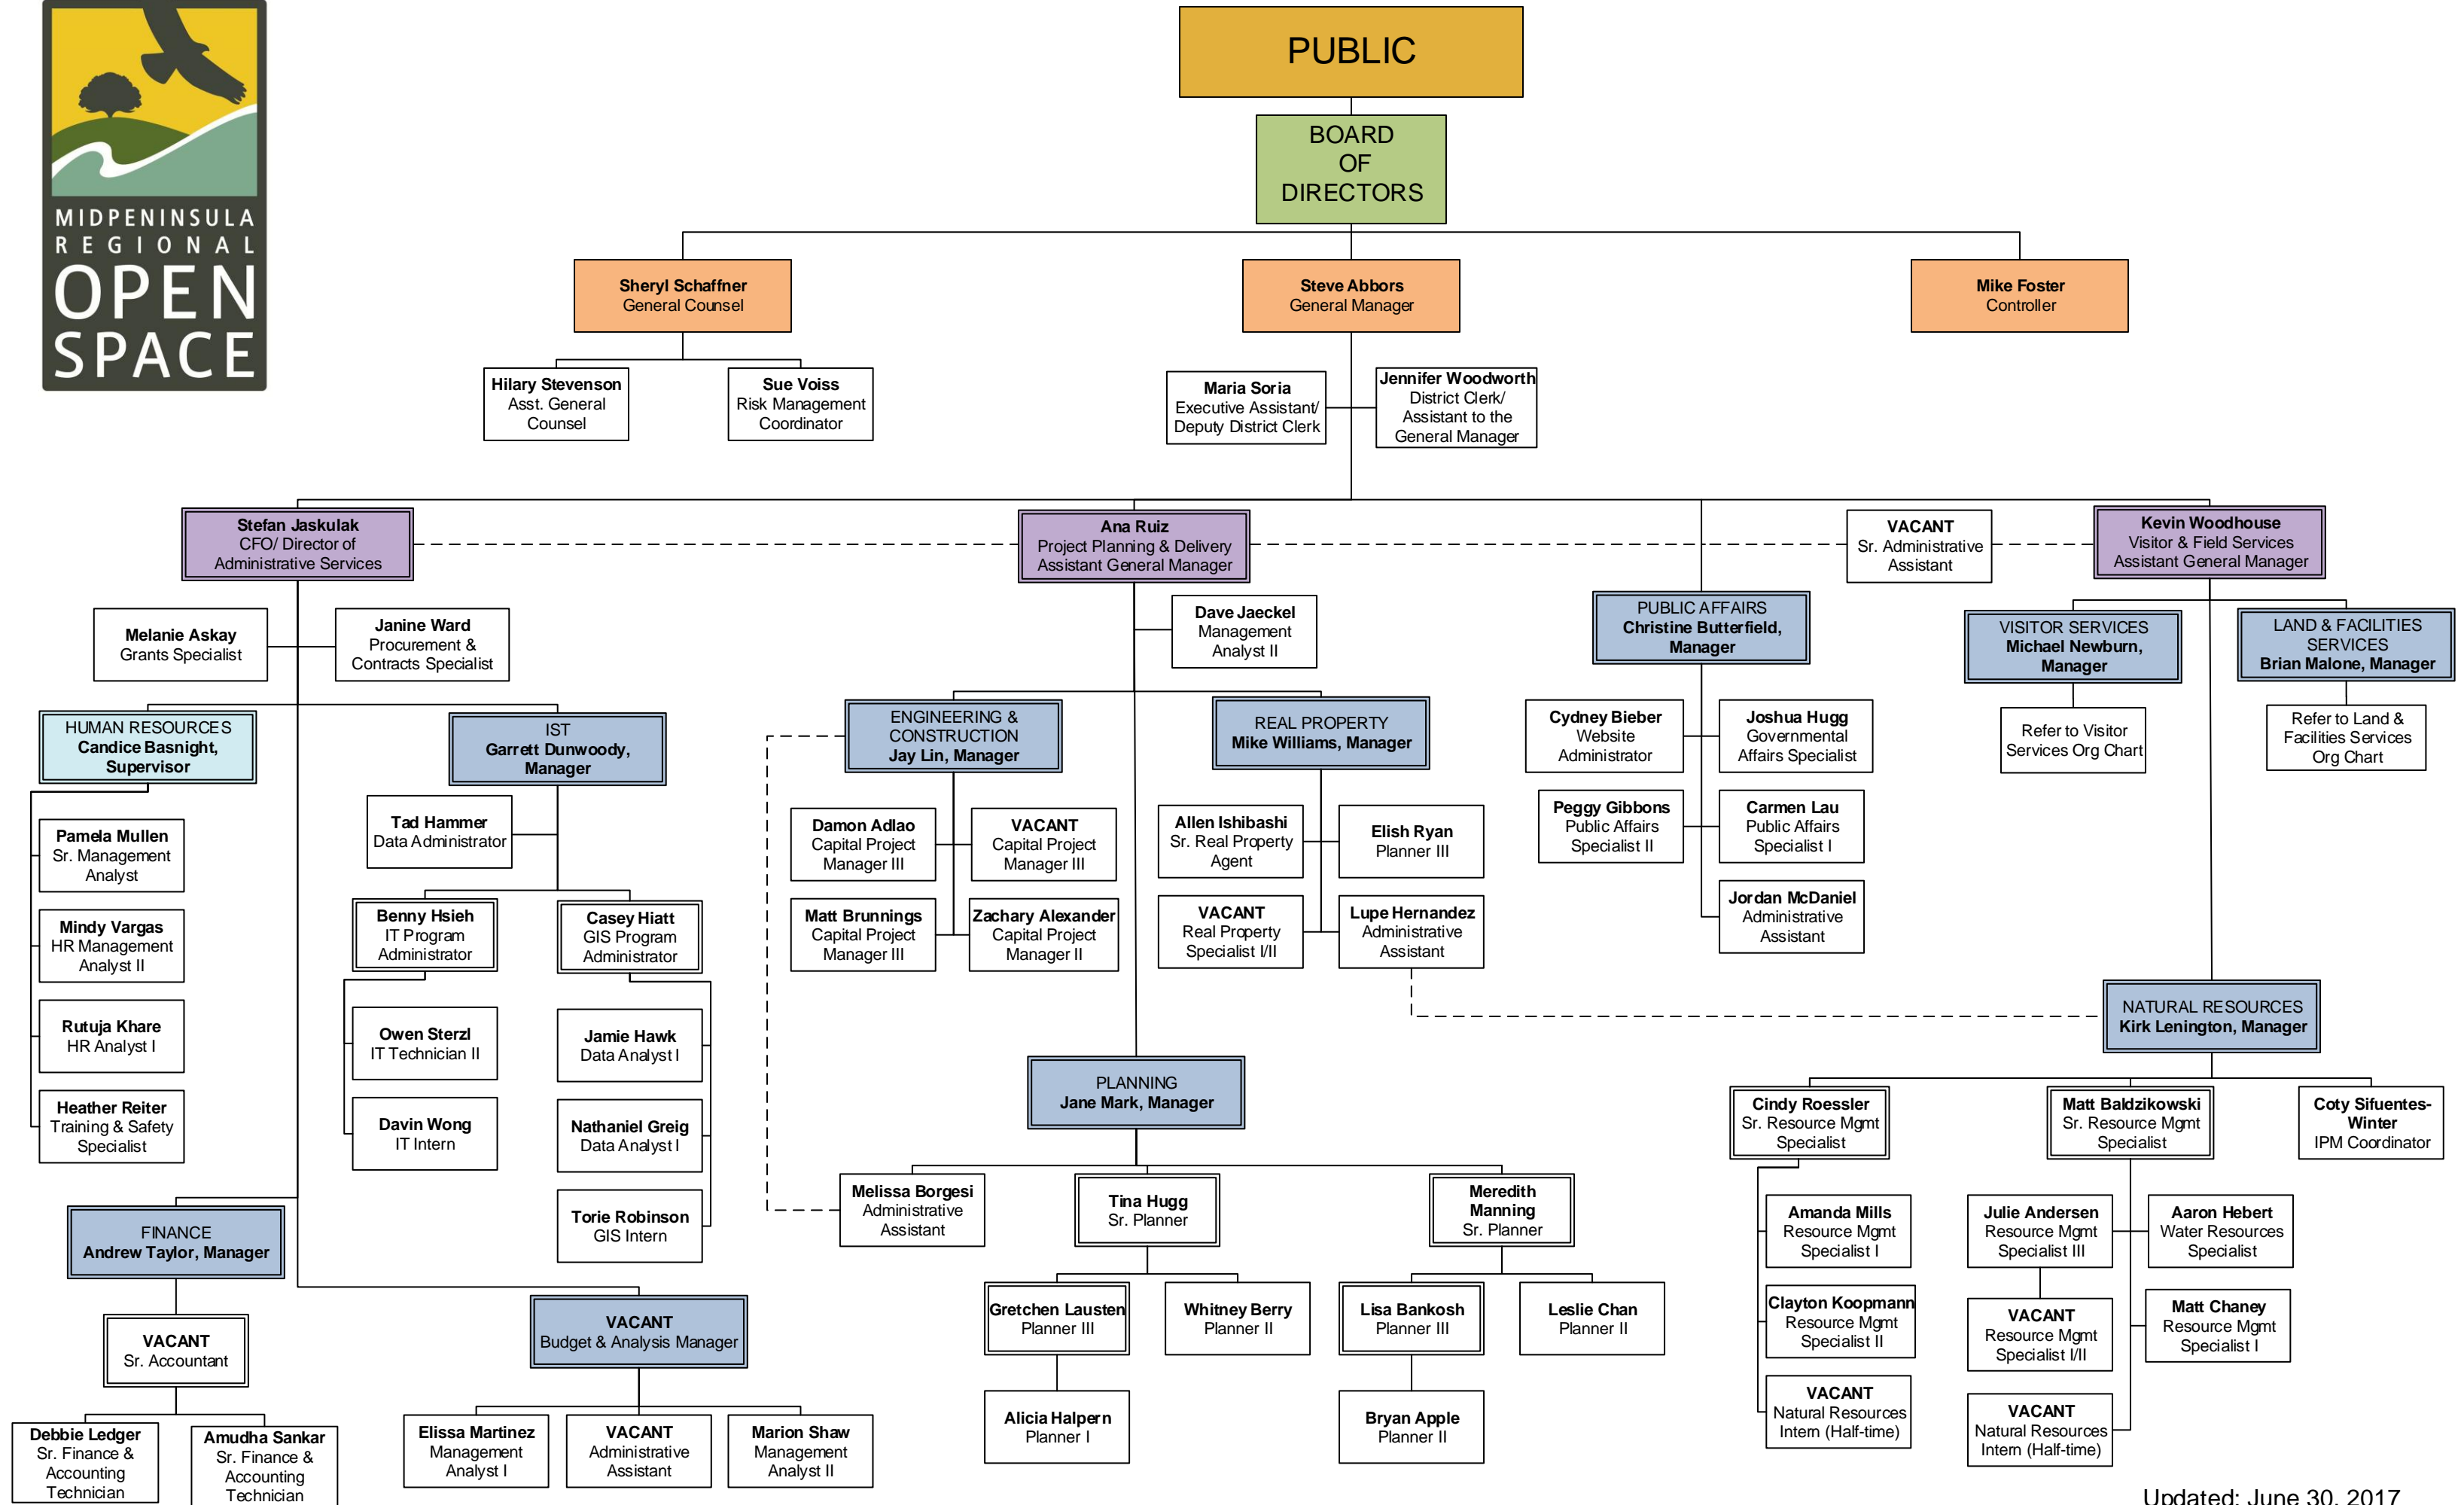 MIDPENINSULA
REGIONAL
OPEN
SPACE
PUBLIC
BOARD
OF
DIRECTORS
Sheryl Schaffner
General Counsel
Steve Abbors
General Manager
Mike Foster
Controller
Hilary Stevenson
Asst. General
Counsel
Sue Voiss
Risk Management
Coordinator
Maria Soria
Executive Assistant/
Deputy District Clerk
Jennifer Woodworth
District Clerk/
Assistant to the
General Manager
Stefan Jaskulak
CFO/ Director of
Administrative Services
Ana Ruiz
Project Planning & Delivery
Assistant General Manager
VACANT
Sr. Administrative
Assistant
Kevin Woodhouse
Visitor & Field Services
Assistant General Manager
Melanie Askay
Grants Specialist
Janine Ward
Procurement &
Contracts Specialist
Dave Jaeckel
Management
Analyst II
PUBLIC AFFAIRS
Christine Butterfield,
Manager
VISITOR SERVICES
Michael Newburn,
Manager
LAND & FACILITIES
SERVICES
Brian Malone, Manager
HUMAN RESOURCES
Candice Basnight,
Supervisor
IST
Garrett Dunwoody,
Manager
ENGINEERING &
CONSTRUCTION
Jay Lin, Manager
REAL PROPERTY
Mike Williams, Manager
Cydney Bieber
Website
Administrator
Joshua Hugg
Governmental
Affairs Specialist
Refer to Visitor
Services Org Chart
Refer to Land &
Facilities Services
Org Chart
Pamela Mullen
Sr. Management
Analyst
Tad Hammer
Data Administrator
Damon Adlao
Capital Project
Manager III
VACANT
Capital Project
Manager III
Allen Ishibashi
Sr. Real Property
Agent
Elish Ryan
Planner III
Peggy Gibbons
Public Affairs
Specialist II
Carmen Lau
Public Affairs
Specialist I
Mindy Vargas
HR Management
Analyst II
Benny Hsieh
IT Program
Administrator
Casey Hiatt
GIS Program
Administrator
Matt Brunnings
Capital Project
Manager III
Zachary Alexander
Capital Project
Manager II
VACANT
Real Property
Specialist I/II
Lupe Hernandez
Administrative
Assistant
Jordan McDaniel
Administrative
Assistant
Rutuja Khare
HR Analyst I
Owen Sterzl
IT Technician II
Jamie Hawk
Data Analyst I
NATURAL RESOURCES
Kirk Lenington, Manager
Heather Reiter
Training & Safety
Specialist
Davin Wong
IT Intern
Nathaniel Greig
Data Analyst I
PLANNING
Jane Mark, Manager
Cindy Roessler
Sr. Resource Mgmt
Specialist
Matt Baldzikowski
Sr. Resource Mgmt
Specialist
Coty Sifuentes-
Winter
IPM Coordinator
FINANCE
Andrew Taylor, Manager
Torie Robinson
GIS Intern
Melissa Borgesi
Administrative
Assistant
Tina Hugg
Sr. Planner
Meredith
Manning
Sr. Planner
Amanda Mills
Resource Mgmt
Specialist I
Julie Andersen
Resource Mgmt
Specialist III
Aaron Hebert
Water Resources
Specialist
VACANT
Sr. Accountant
VACANT
Budget & Analysis Manager
Gretchen Lausten
Planner III
Whitney Berry
Planner II
Lisa Bankosh
Planner III
Leslie Chan
Planner II
Clayton Koopmann
Resource Mgmt
Specialist II
VACANT
Resource Mgmt
Specialist I/II
Matt Chaney
Resource Mgmt
Specialist I
Debbie Ledger
Sr. Finance &
Accounting
Technician
Amudha Sankar
Sr. Finance &
Accounting
Technician
Elissa Martinez
Management
Analyst I
VACANT
Administrative
Assistant
Marion Shaw
Management
Analyst II
Alicia Halpern
Planner I
Bryan Apple
Planner II
VACANT
Natural Resources
Intern (Half-time)
VACANT
Natural Resources
Intern (Half-time)
Updated: June 30, 2017